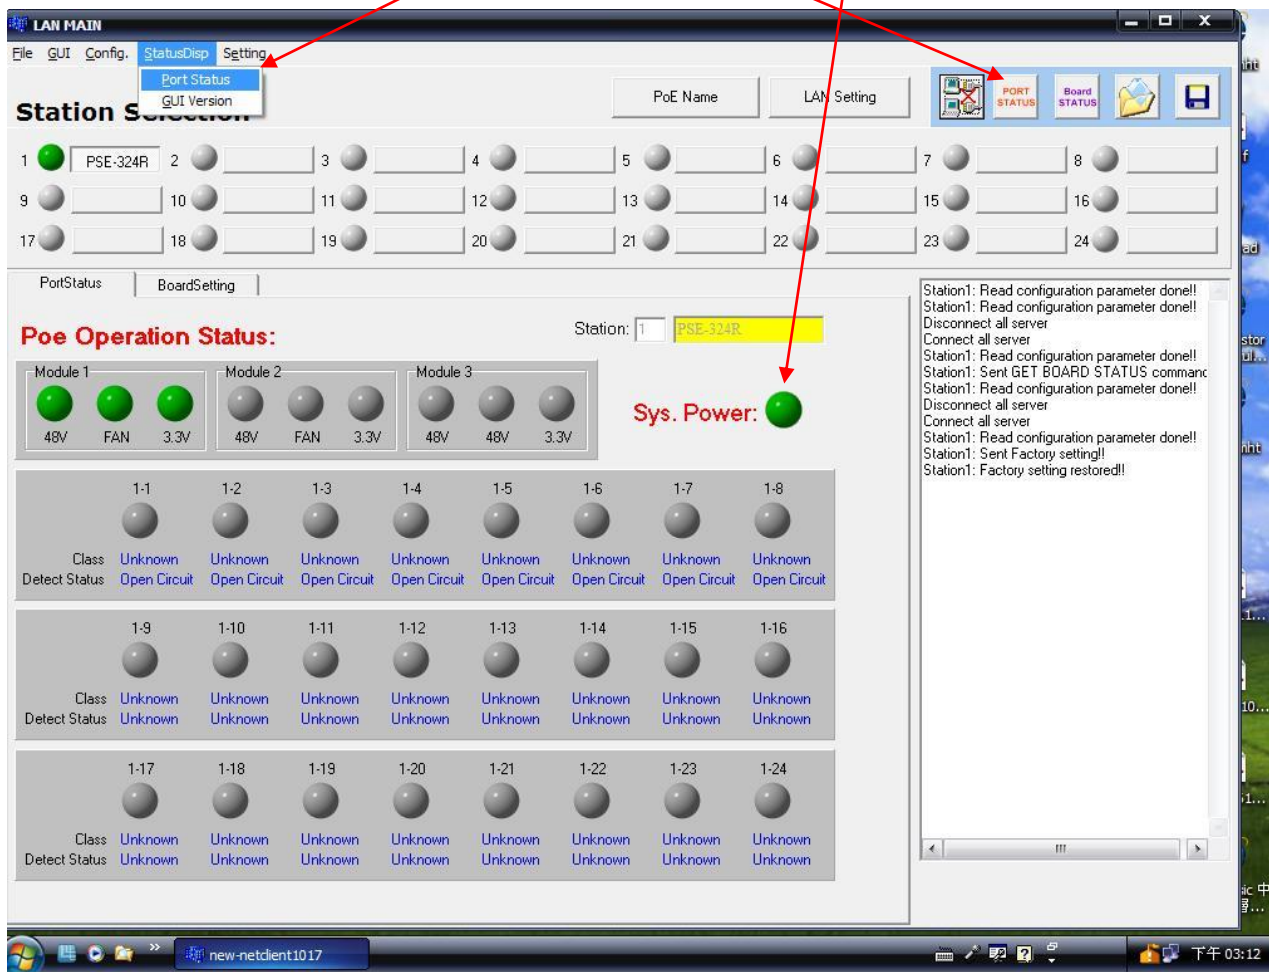 LAN MAIN
File GUI Config. StatusDisp Setting
Port Status
GUI Version
Station Selection
PoE Name LAN Setting PORT STATUS Board STATUS
1 PSE-324R 2 3 4 5 6 7 8
9 10 11 12 13 14 15 16
17 18 19 20 21 22 23 24
PortStatus BoardSetting
Poe Operation Status:
Station: 1 PSE-324R
Module 1 Module 2 Module 3
48V FAN 3.3V 48V FAN 3.3V 48V 48V 3.3V
Sys. Power:
1-1 1-2 1-3 1-4 1-5 1-6 1-7 1-8
Class Unknown Unknown Unknown Unknown Unknown Unknown Unknown Unknown
Detect Status Open Circuit Open Circuit Open Circuit Open Circuit Open Circuit Open Circuit Open Circuit Open Circuit
1-9 1-10 1-11 1-12 1-13 1-14 1-15 1-16
Class Unknown Unknown Unknown Unknown Unknown Unknown Unknown Unknown
Detect Status Unknown Unknown Unknown Unknown Unknown Unknown Unknown Unknown
1-17 1-18 1-19 1-20 1-21 1-22 1-23 1-24
Class Unknown Unknown Unknown Unknown Unknown Unknown Unknown Unknown
Detect Status Unknown Unknown Unknown Unknown Unknown Unknown Unknown Unknown
Station1: Read configuration parameter done!!
Station1: Read configuration parameter done!!
Disconnect all server
Connect all server
Station1: Read configuration parameter done!!
Station1: Sent GET BOARD STATUS commanc
Station1: Read configuration parameter done!!
Disconnect all server
Connect all server
Station1: Read configuration parameter done!!
Station1: Sent Factory setting!!
Station1: Factory setting restored!!
new-netclient1017
下午 03:12